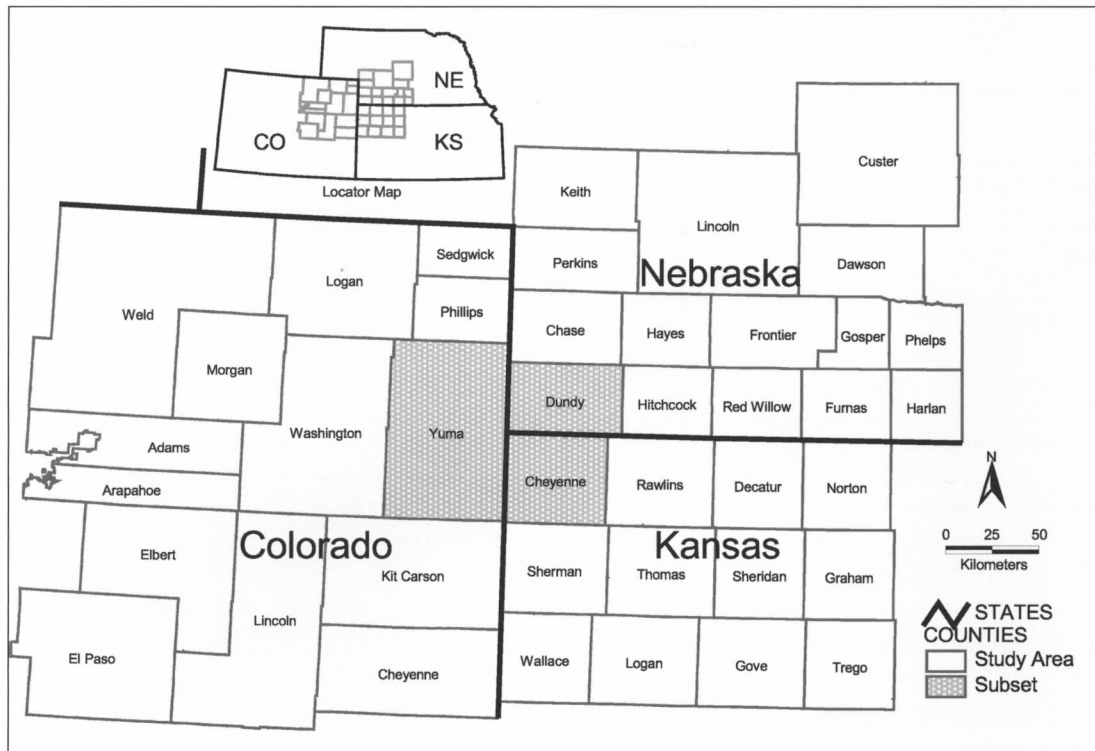 NE
CO
KS
Locator Map
Custer
Keith
Lincoln
Sedgwick
Perkins
Dawson
Nebraska
Logan
Weld
Phillips
Chase
Hayes
Frontier
Gosper
Phelps
Morgan
Dundy
Hitchcock
Red Willow
Furnas
Harlan
Washington
Yuma
Adams
Arapahoe
Cheyenne
Rawlins
Decatur
Norton
N
0 25 50
Kilometers
Colorado
Kansas
Elbert
Kit Carson
Sherman
Thomas
Sheridan
Graham
Lincoln
El Paso
Cheyenne
Wallace
Logan
Gove
Trego
STATES
COUNTIES
Study Area
Subset